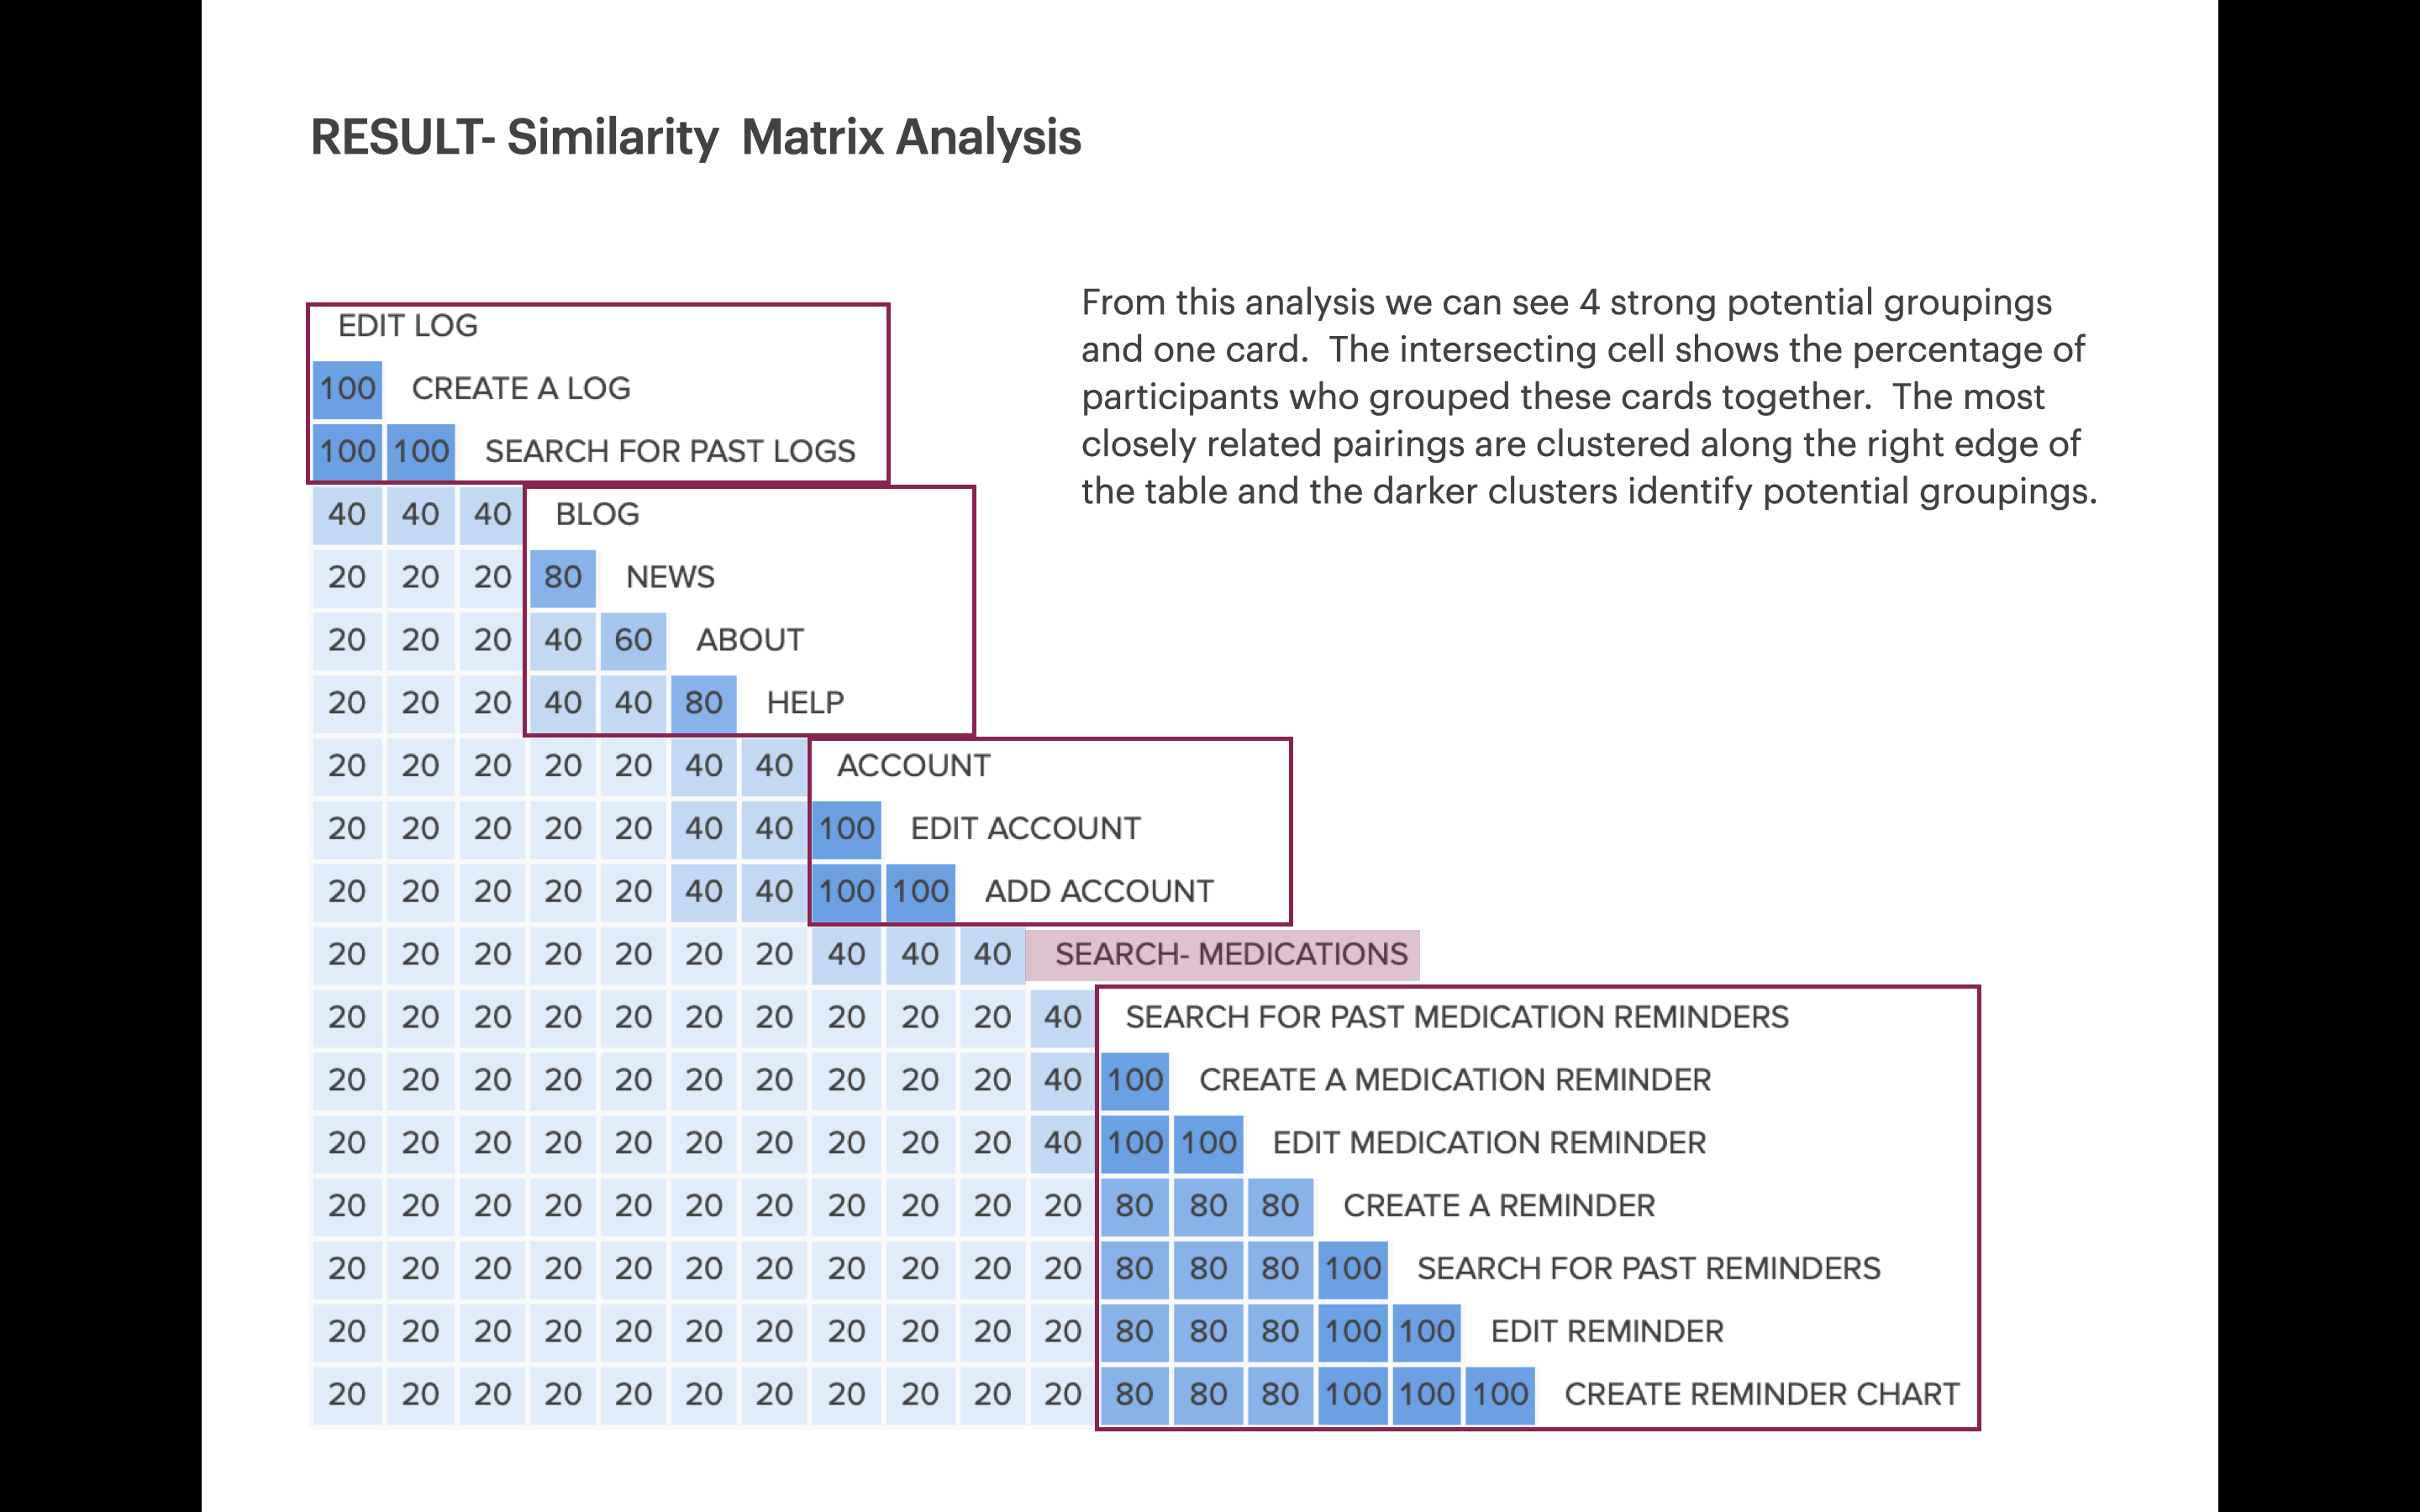 RESULT- Similarity Matrix Analysis
From this analysis we can see 4 strong potential groupings
and one card. The intersecting cell shows the percentage of
participants who grouped these cards together. The most
closely related pairings are clustered along the right edge of
the table and the darker clusters identify potential groupings.
EDIT LOG
100 CREATE A LOG
100 100 SEARCH FOR PAST LOGS
40 40 40 BLOG
20 20 20 80 NEWS
20 20 20 40 60 ABOUT
20 20 20 40 40 80 HELP
20 20 20 20 20 40 40 ACCOUNT
20 20 20 20 20 40 40 100 EDIT ACCOUNT
20 20 20 20 20 40 40 100 100 ADD ACCOUNT
20 20 20 20 20 20 20 40 40 40 SEARCH- MEDICATIONS
20 20 20 20 20 20 20 20 20 20 40 SEARCH FOR PAST MEDICATION REMINDERS
20 20 20 20 20 20 20 20 20 20 40 100 CREATE A MEDICATION REMINDER
20 20 20 20 20 20 20 20 20 20 40 100 100 EDIT MEDICATION REMINDER
20 20 20 20 20 20 20 20 20 20 20 80 80 80 CREATE A REMINDER
20 20 20 20 20 20 20 20 20 20 20 80 80 80 100 SEARCH FOR PAST REMINDERS
20 20 20 20 20 20 20 20 20 20 20 80 80 80 100 100 EDIT REMINDER
20 20 20 20 20 20 20 20 20 20 20 80 80 80 100 100 100 CREATE REMINDER CHART